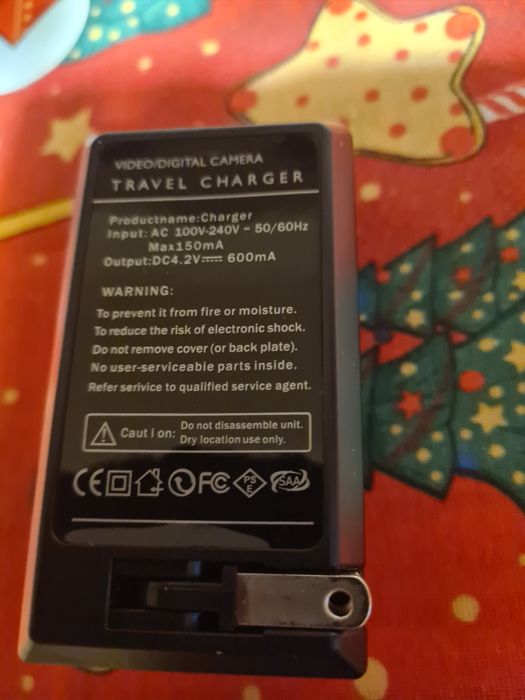 VIDEO/DIGITAL CAMERA
TRAVEL CHARGER
Productname:Charger
Input: AC 100V-240V ~ 50/60Hz
Max150mA
Output:DC4.2V⎓ 600mA
WARNING:
To prevent it from fire or moisture.
To reduce the risk of electronic shock.
Do not remove cover (or back plate).
No user-serviceabie parts inside.
Refer serivice to qualified service agent.
Caut i on: Do not disassemble unit.
Dry location use only.
CE FC PS E SAA